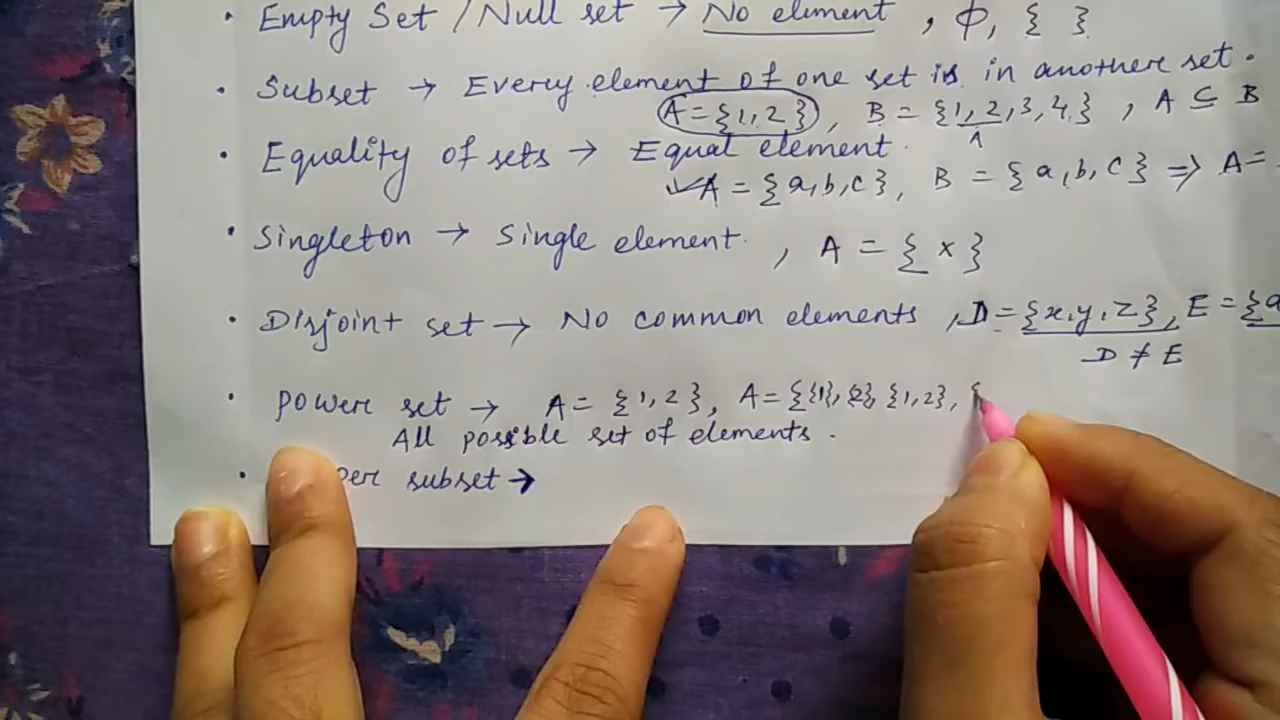 • Empty Set / Null set → No element , ϕ, { }
• Subset → Every element of one set is in another set.
A = {1, 2} , B = {1, 2, 3, 4} , A ⊆ B
A
• Equality of sets → Equal element.
✓A = {a, b, c}, B = {a, b, c} ⇒ A =
• Singleton → Single element. , A = { x }
• Disjoint set → No common elements , D = {x, y, z}, E = {a
D ≠ E
• Power set → A = {1, 2}, A = {{1}, {2}, {1, 2}, {
All possible set of elements.
• per subset →